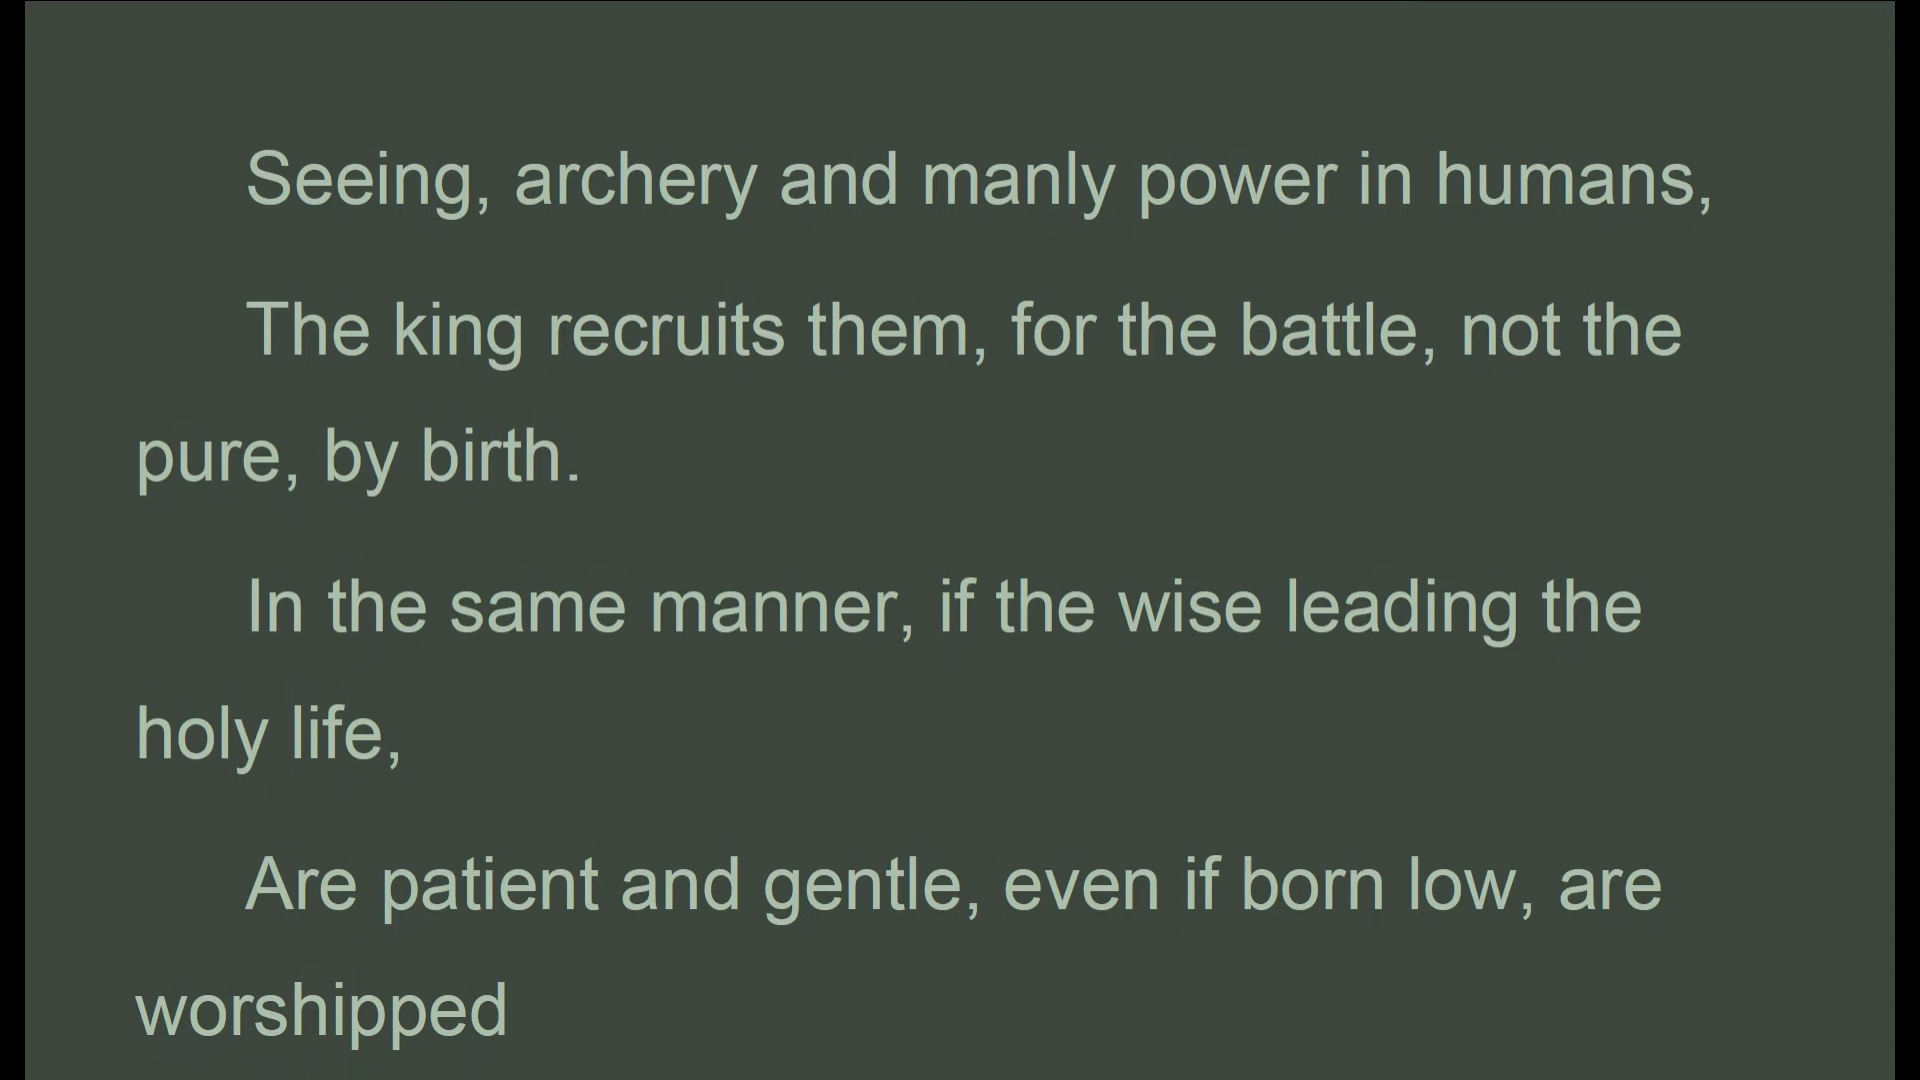 Seeing, archery and manly power in humans,
The king recruits them, for the battle, not the
pure, by birth.
In the same manner, if the wise leading the
holy life,
Are patient and gentle, even if born low, are
worshipped